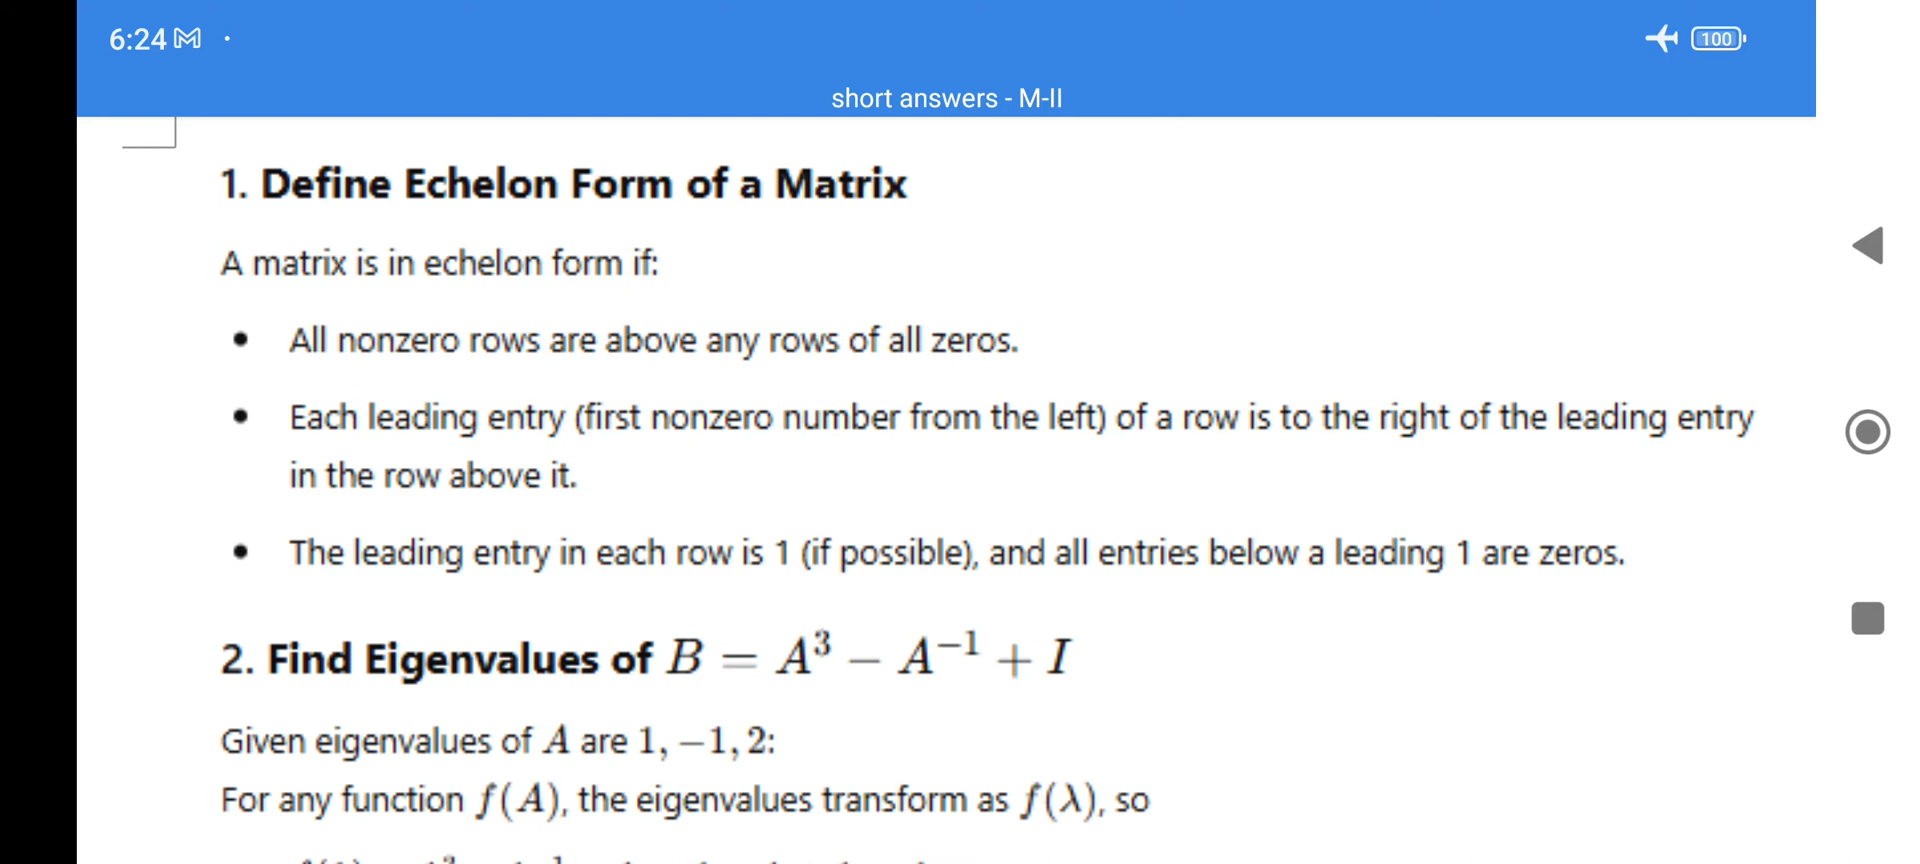 6:24
100
short answers - M-II
1. Define Echelon Form of a Matrix
A matrix is in echelon form if:
• All nonzero rows are above any rows of all zeros.
• Each leading entry (first nonzero number from the left) of a row is to the right of the leading entry
in the row above it.
• The leading entry in each row is 1 (if possible), and all entries below a leading 1 are zeros.
2. Find Eigenvalues of B = A³ − A⁻¹ + I
Given eigenvalues of A are 1, −1, 2:
For any function f(A), the eigenvalues transform as f(λ), so